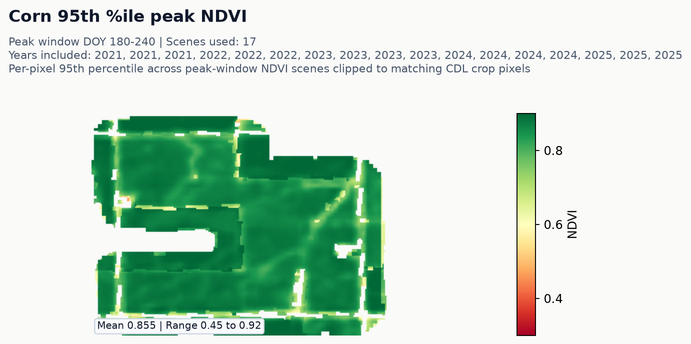 Corn 95th %ile peak NDVI
Peak window DOY 180-240 | Scenes used: 17
Years included: 2021, 2021, 2021, 2022, 2022, 2022, 2023, 2023, 2023, 2023, 2024, 2024, 2024, 2024, 2025, 2025, 2025
Per-pixel 95th percentile across peak-window NDVI scenes clipped to matching CDL crop pixels
0.8
0.6
0.4
NDVI
Mean 0.855 | Range 0.45 to 0.92